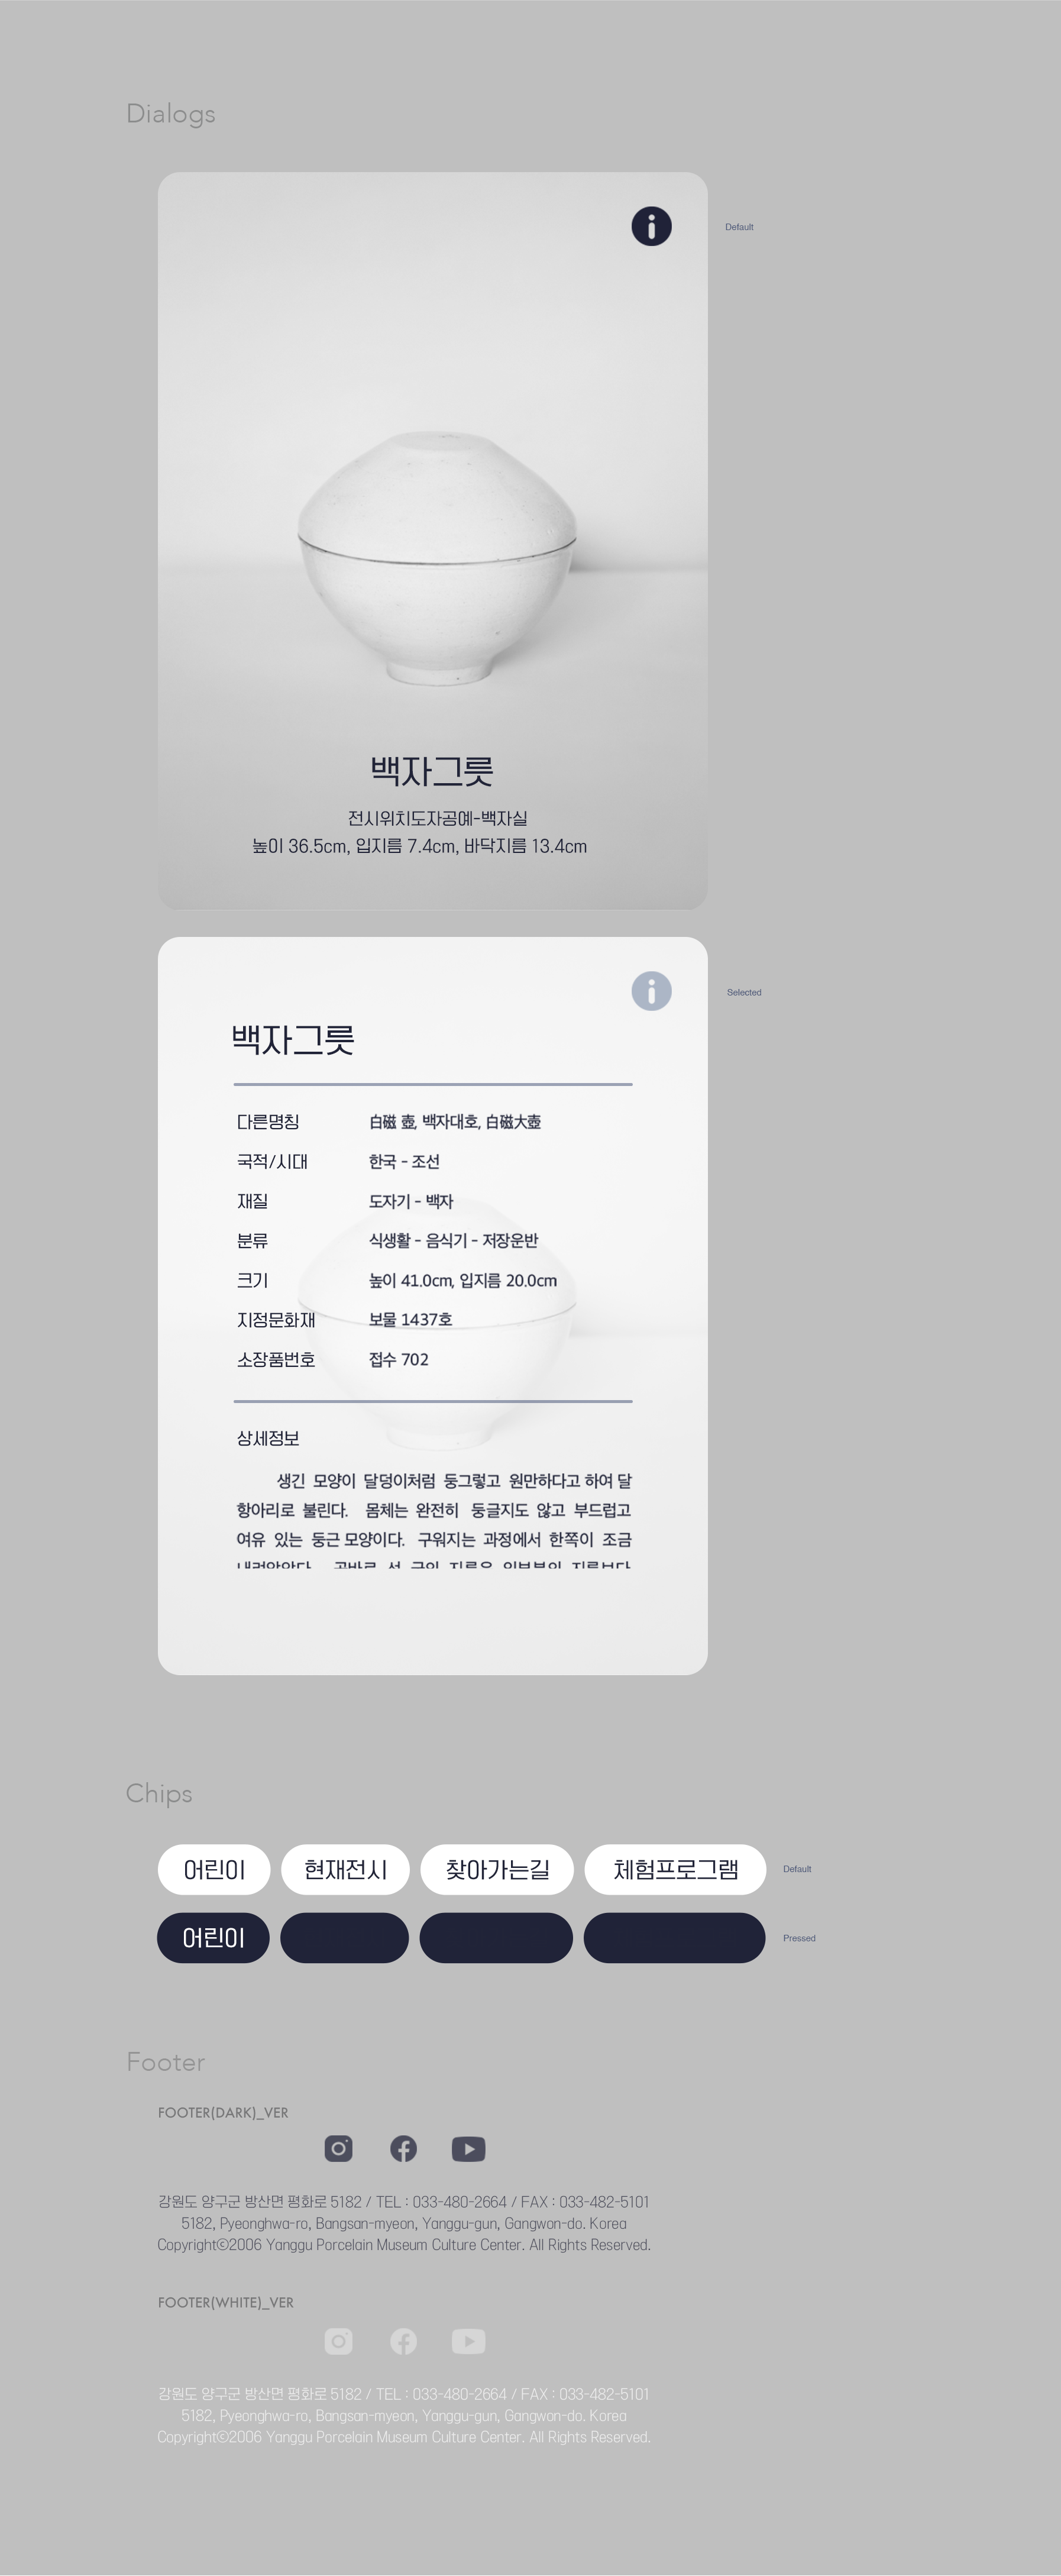 Dialogs
Default
백자그릇
전시위치도자공예-백자실
높이 36.5cm, 입지름 7.4cm, 바닥지름 13.4cm
Selected
백자그릇
다른명칭 白磁 壺, 백자대호, 白磁大壺
국적/시대 한국 - 조선
재질 도자기 - 백자
분류 식생활 - 음식기 - 저장운반
크기 높이 41.0cm, 입지름 20.0cm
지정문화재 보물 1437호
소장품번호 접수 702
상세정보
생긴 모양이 달덩이처럼 둥그렇고 원만하다고 하여 달
항아리로 불린다. 몸체는 완전히 둥글지도 않고 부드럽고
여유 있는 둥근 모양이다. 구워지는 과정에서 한쪽이 조금
Chips
어린이 현재전시 찾아가는길 체험프로그램 Default
어린이 Pressed
Footer
FOOTER(DARK)_VER
강원도 양구군 방산면 평화로 5182 / TEL : 033-480-2664 / FAX : 033-482-5101
5182, Pyeonghwa-ro, Bangsan-myeon, Yanggu-gun, Gangwon-do. Korea
Copyright©2006 Yanggu Porcelain Museum Culture Center. All Rights Reserved.
FOOTER(WHITE)_VER
강원도 양구군 방산면 평화로 5182 / TEL : 033-480-2664 / FAX : 033-482-5101
5182, Pyeonghwa-ro, Bangsan-myeon, Yanggu-gun, Gangwon-do. Korea
Copyright©2006 Yanggu Porcelain Museum Culture Center. All Rights Reserved.